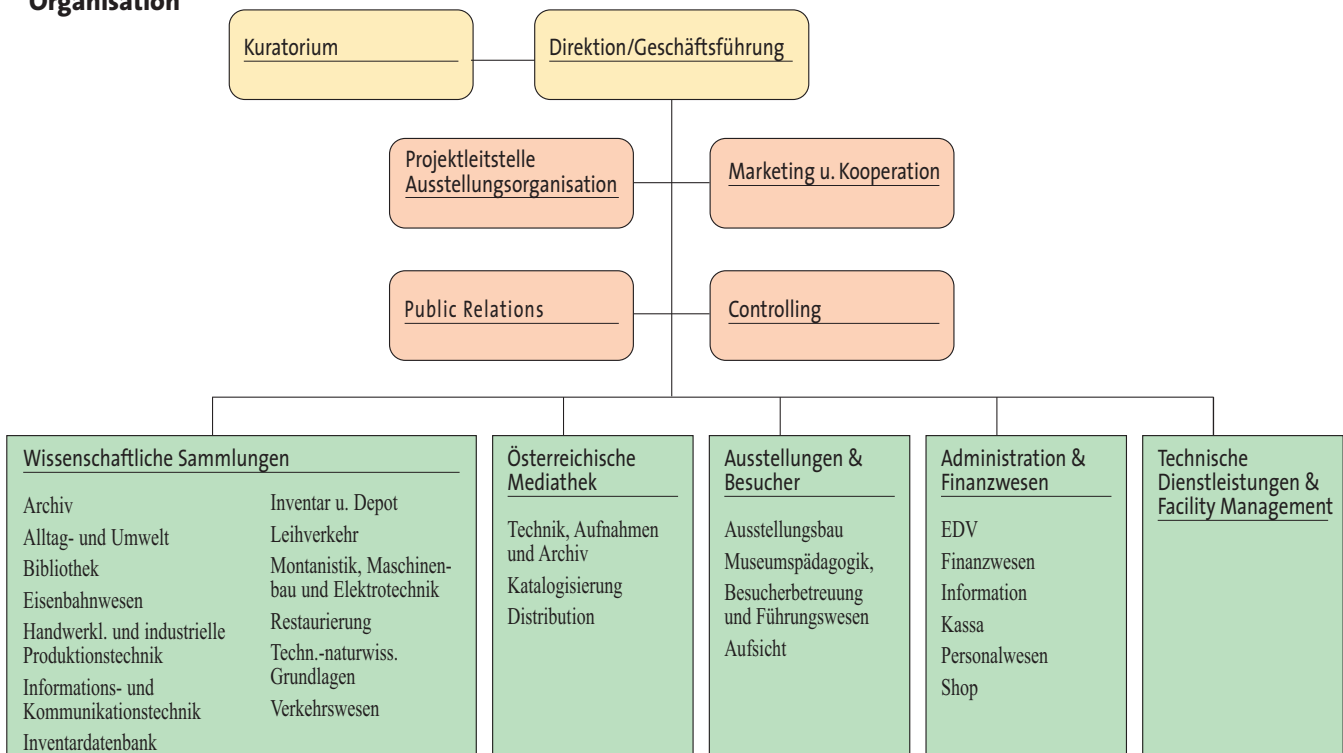 Organisation
Kuratorium
Direktion/Geschäftsführung
Projektleitstelle
Ausstellungsorganisation
Marketing u. Kooperation
Public Relations
Controlling
Wissenschaftliche Sammlungen
Archiv
Alltag- und Umwelt
Bibliothek
Eisenbahnwesen
Handwerkl. und industrielle
Produktionstechnik
Informations- und
Kommunikationstechnik
Inventardatenbank
Inventar u. Depot
Leihverkehr
Montanistik, Maschinen-
bau und Elektrotechnik
Restaurierung
Techn.-naturwiss.
Grundlagen
Verkehrswesen
Österreichische
Mediathek
Technik, Aufnahmen
und Archiv
Katalogisierung
Distribution
Ausstellungen &
Besucher
Ausstellungsbau
Museumspädagogik,
Besucherbetreuung
und Führungswesen
Aufsicht
Administration &
Finanzwesen
EDV
Finanzwesen
Information
Kassa
Personalwesen
Shop
Technische
Dienstleistungen &
Facility Management